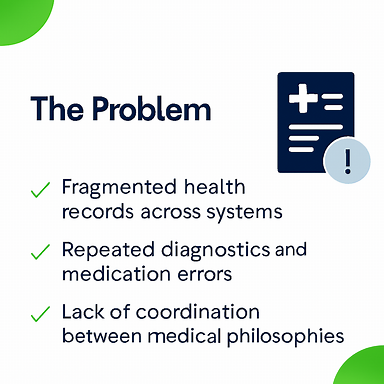 The Problem
Fragmented health
records across systems
Repeated diagnostics and
medication errors
Lack of coordination
between medical philosophies
!